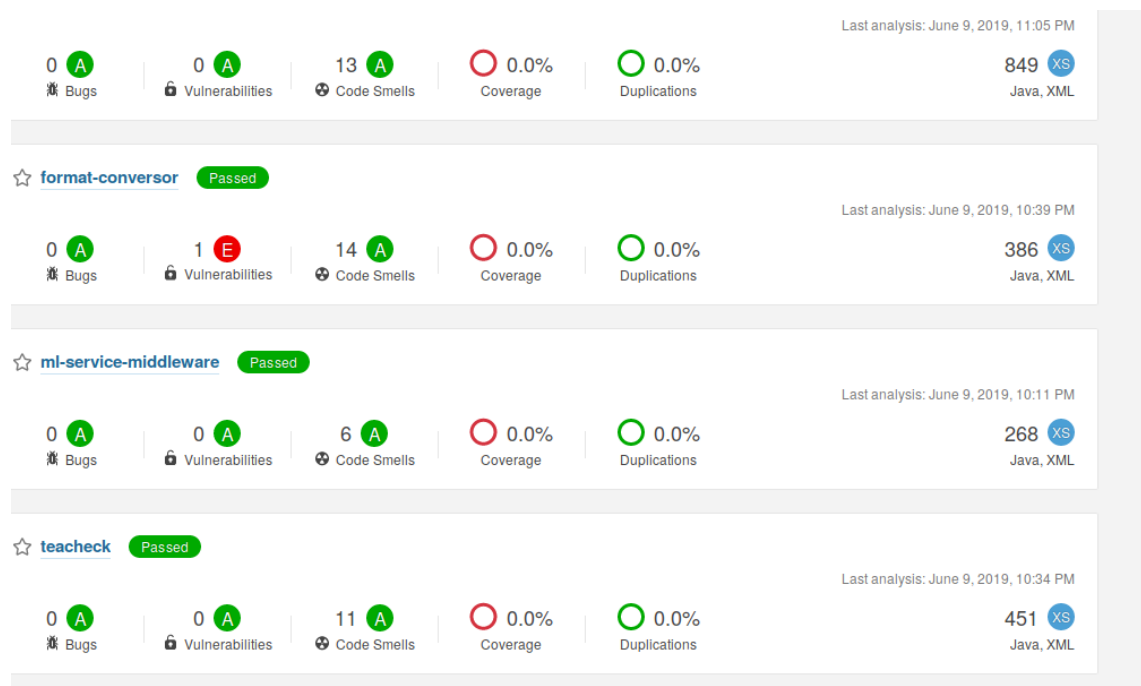 Last analysis: June 9, 2019, 11:05 PM
0 A 0 A 13 A 0.0% 0.0% 849 XS
Bugs Vulnerabilities Code Smells Coverage Duplications Java, XML
format-conversor Passed
Last analysis: June 9, 2019, 10:39 PM
0 A 1 E 14 A 0.0% 0.0% 386 XS
Bugs Vulnerabilities Code Smells Coverage Duplications Java, XML
ml-service-middleware Passed
Last analysis: June 9, 2019, 10:11 PM
0 A 0 A 6 A 0.0% 0.0% 268 XS
Bugs Vulnerabilities Code Smells Coverage Duplications Java, XML
teacheck Passed
Last analysis: June 9, 2019, 10:34 PM
0 A 0 A 11 A 0.0% 0.0% 451 XS
Bugs Vulnerabilities Code Smells Coverage Duplications Java, XML